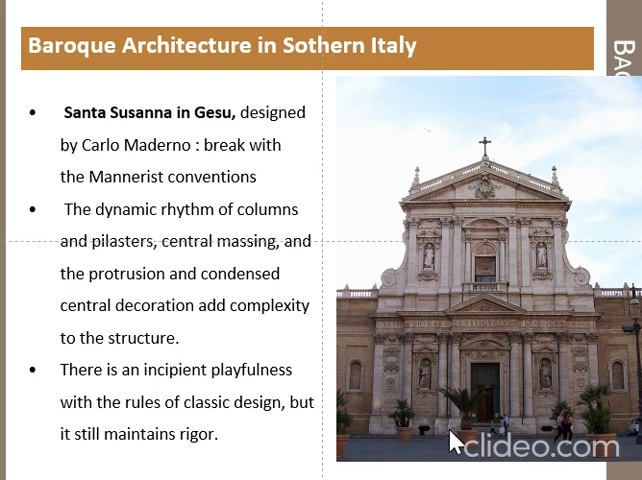 Baroque Architecture in Sothern Italy
• Santa Susanna in Gesu, designed
by Carlo Maderno : break with
the Mannerist conventions
• The dynamic rhythm of columns
and pilasters, central massing, and
the protrusion and condensed
central decoration add complexity
to the structure.
• There is an incipient playfulness
with the rules of classic design, but
it still maintains rigor.
clideo.com